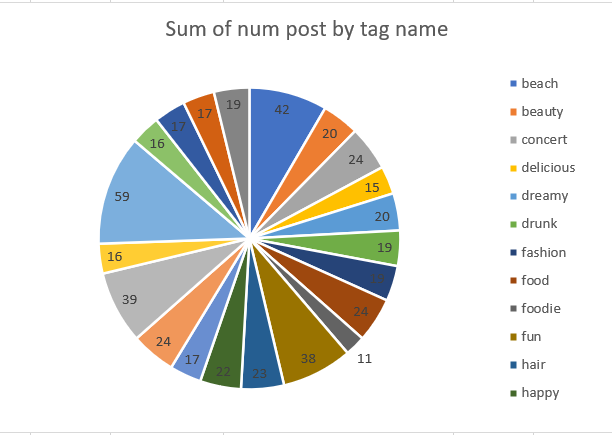 Sum of num post by tag name
42
20
24
15
20
19
24
11
38
23
22
17
24
39
16
59
16
17
17
19
beach
beauty
concert
delicious
dreamy
drunk
fashion
food
foodie
fun
hair
happy